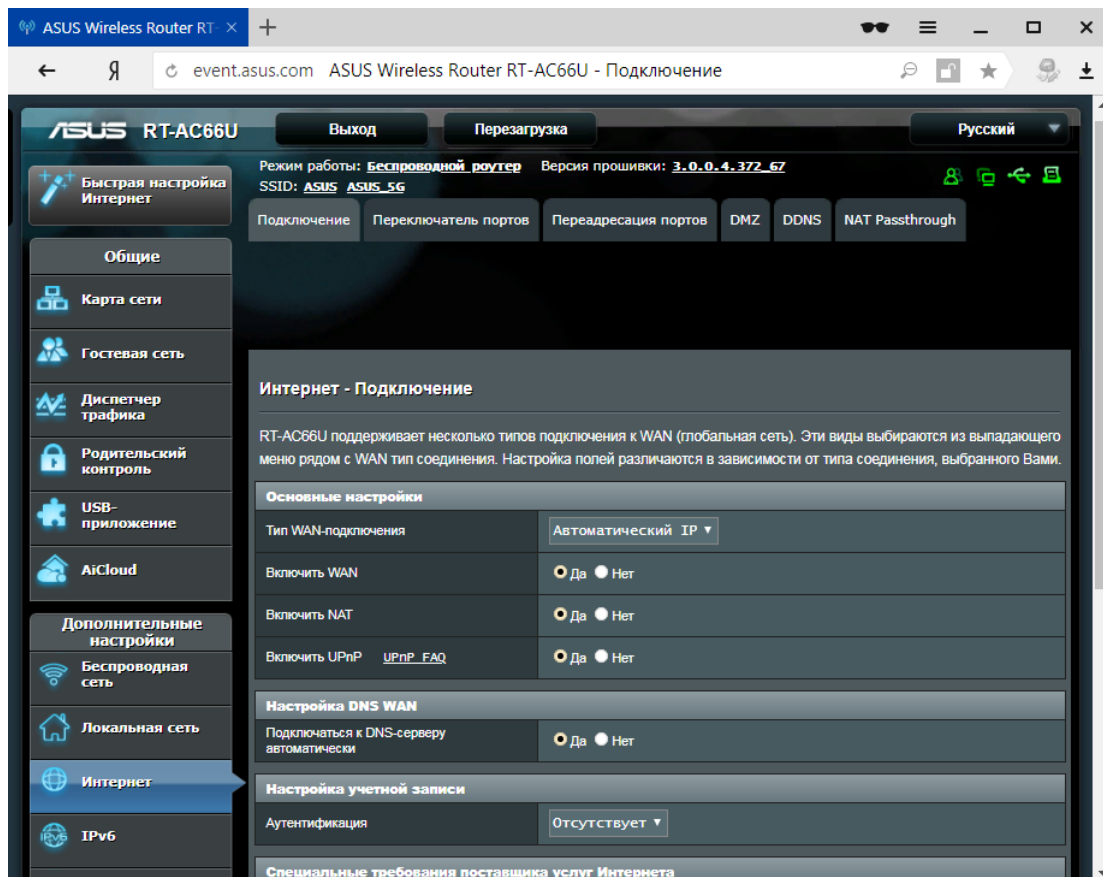 ASUS Wireless Router RT-
Я
event.asus.com ASUS Wireless Router RT-AC66U - Подключение
ASUS RT-AC66U
Выход
Перезагрузка
Русский
Быстрая настройка
Интернет
Режим работы: Беспроводной роутер Версия прошивки: 3.0.0.4.372_67
SSID: ASUS ASUS_5G
Подключение
Переключатель портов
Переадресация портов
DMZ
DDNS
NAT Passthrough
Общие
Карта сети
Гостевая сеть
Диспетчер
трафика
Родительский
контроль
USB-
приложение
AiCloud
Дополнительные
настройки
Беспроводная
сеть
Локальная сеть
Интернет
IPv6
IPv6
Интернет - Подключение
RT-AC66U поддерживает несколько типов подключения к WAN (глобальная сеть). Эти виды выбираются из выпадающего
меню рядом с WAN тип соединения. Настройка полей различаются в зависимости от типа соединения, выбранного Вами.
Основные настройки
Тип WAN-подключения Автоматический IP
Включить WAN Да Нет
Включить NAT Да Нет
Включить UPnP UPnP FAQ Да Нет
Настройка DNS WAN
Подключаться к DNS-серверу
автоматически
Да Нет
Настройка учетной записи
Аутентификация Отсутствует
Специальные требования поставщика услуг Интернета